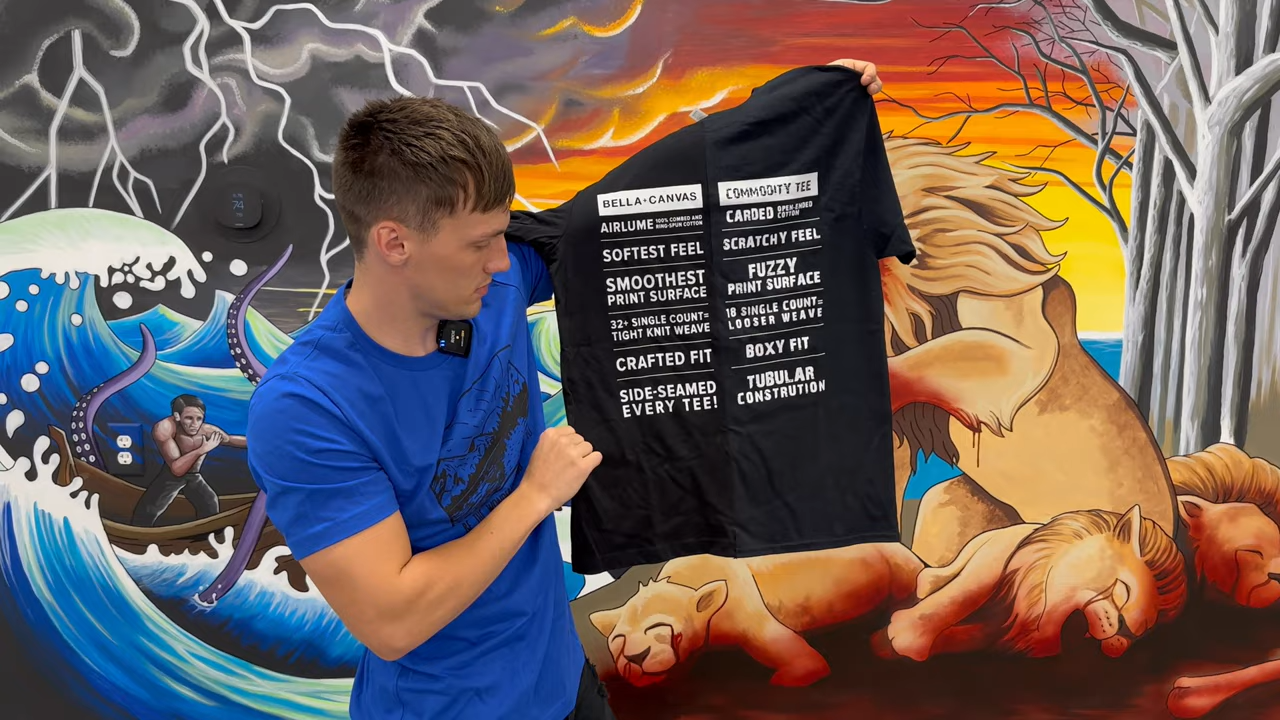 BELLA+CANVAS
AIRLUME 100% COMBED AND RING-SPUN COTTON
SOFTEST FEEL
SMOOTHEST
PRINT SURFACE
32+ SINGLE COUNT=
TIGHT KNIT WEAVE
CRAFTED FIT
SIDE-SEAMED
EVERY TEE!
COMMODITY TEE
CARDED OPEN-ENDED COTTON
SCRATCHY FEEL
FUZZY
PRINT SURFACE
18 SINGLE COUNT=
LOOSER WEAVE
BOXY FIT
TUBULAR
CONSTRUTION
74